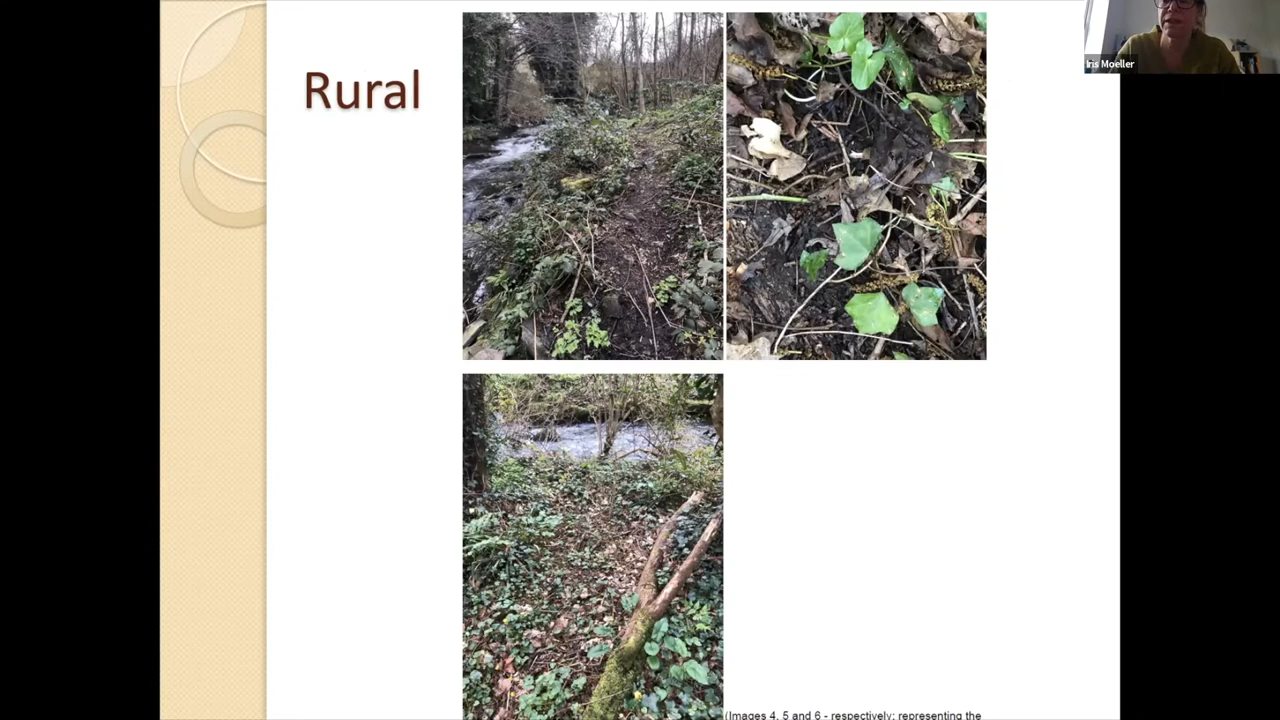 Rural
Iris Moeller
(Images 4, 5 and 6 - respectively; representing the